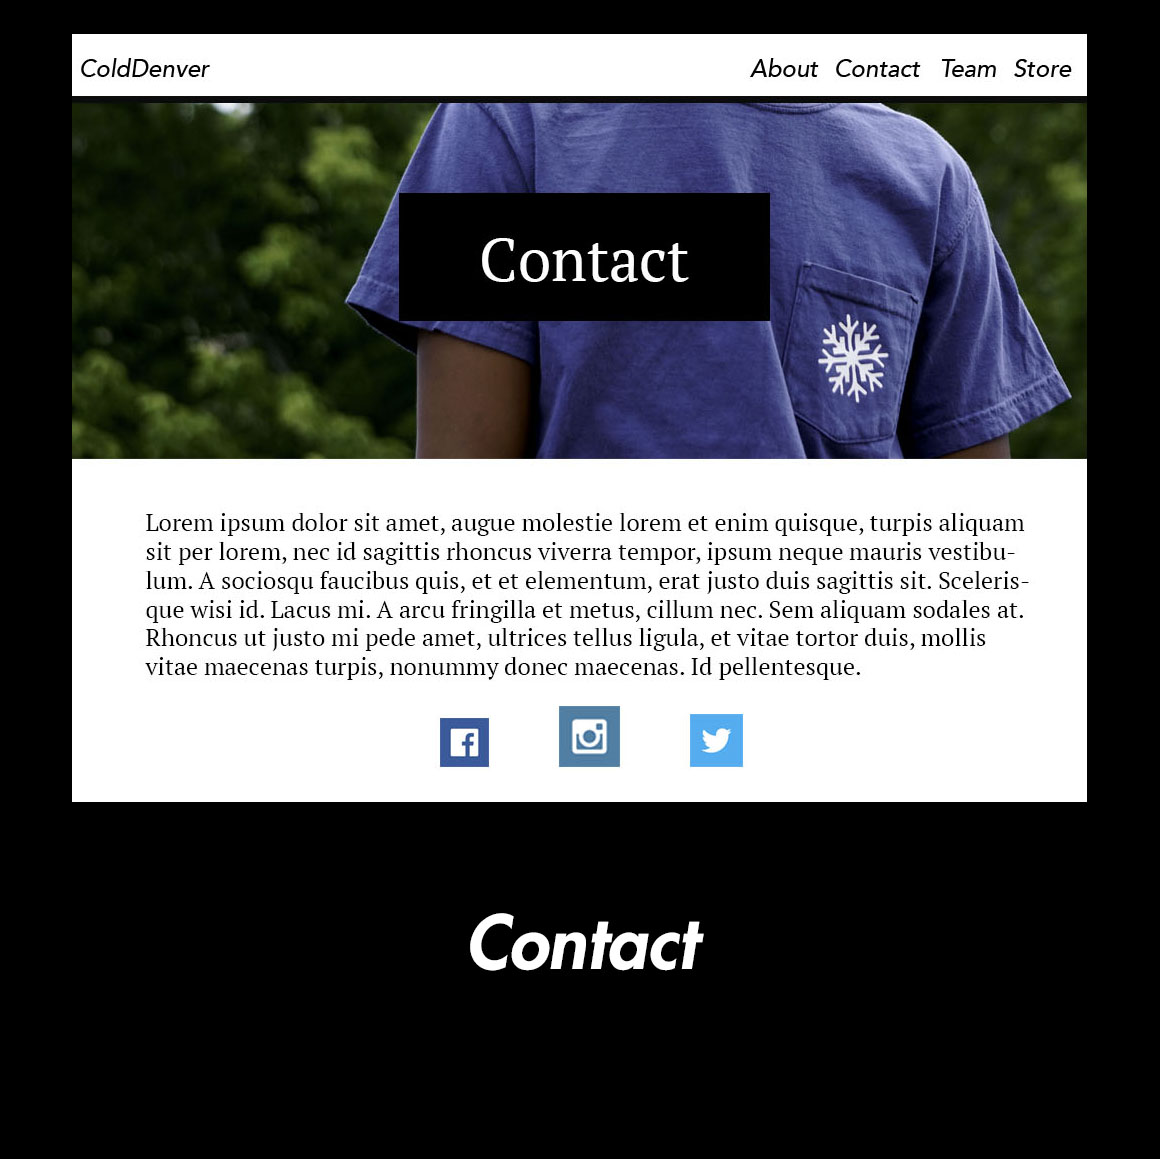 ColdDenver About Contact Team Store
Contact
Lorem ipsum dolor sit amet, augue molestie lorem et enim quisque, turpis aliquam
sit per lorem, nec id sagittis rhoncus viverra tempor, ipsum neque mauris vestibu-
lum. A sociosqu faucibus quis, et et elementum, erat justo duis sagittis sit. Sceleris-
que wisi id. Lacus mi. A arcu fringilla et metus, cillum nec. Sem aliquam sodales at.
Rhoncus ut justo mi pede amet, ultrices tellus ligula, et vitae tortor duis, mollis
vitae maecenas turpis, nonummy donec maecenas. Id pellentesque.
Contact